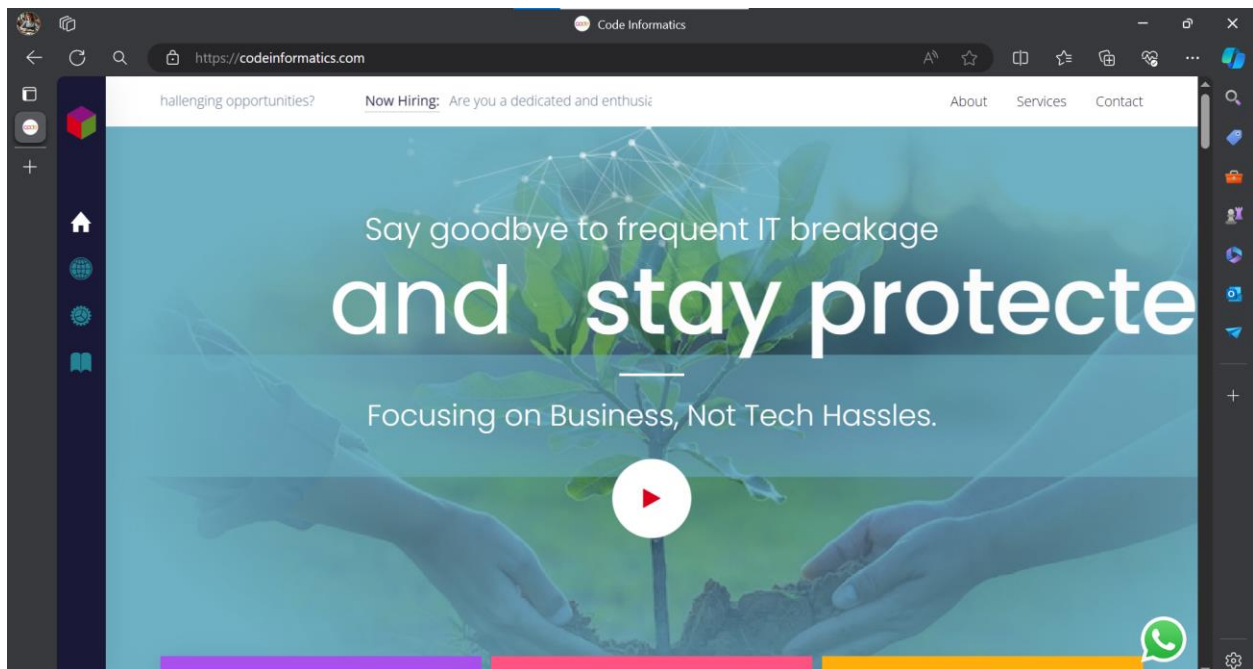 Code Informatics
https://codeinformatics.com
hallenging opportunities? Now Hiring: Are you a dedicated and enthusia
About Services Contact
Say goodbye to frequent IT breakage
and stay protecte
Focusing on Business, Not Tech Hassles.